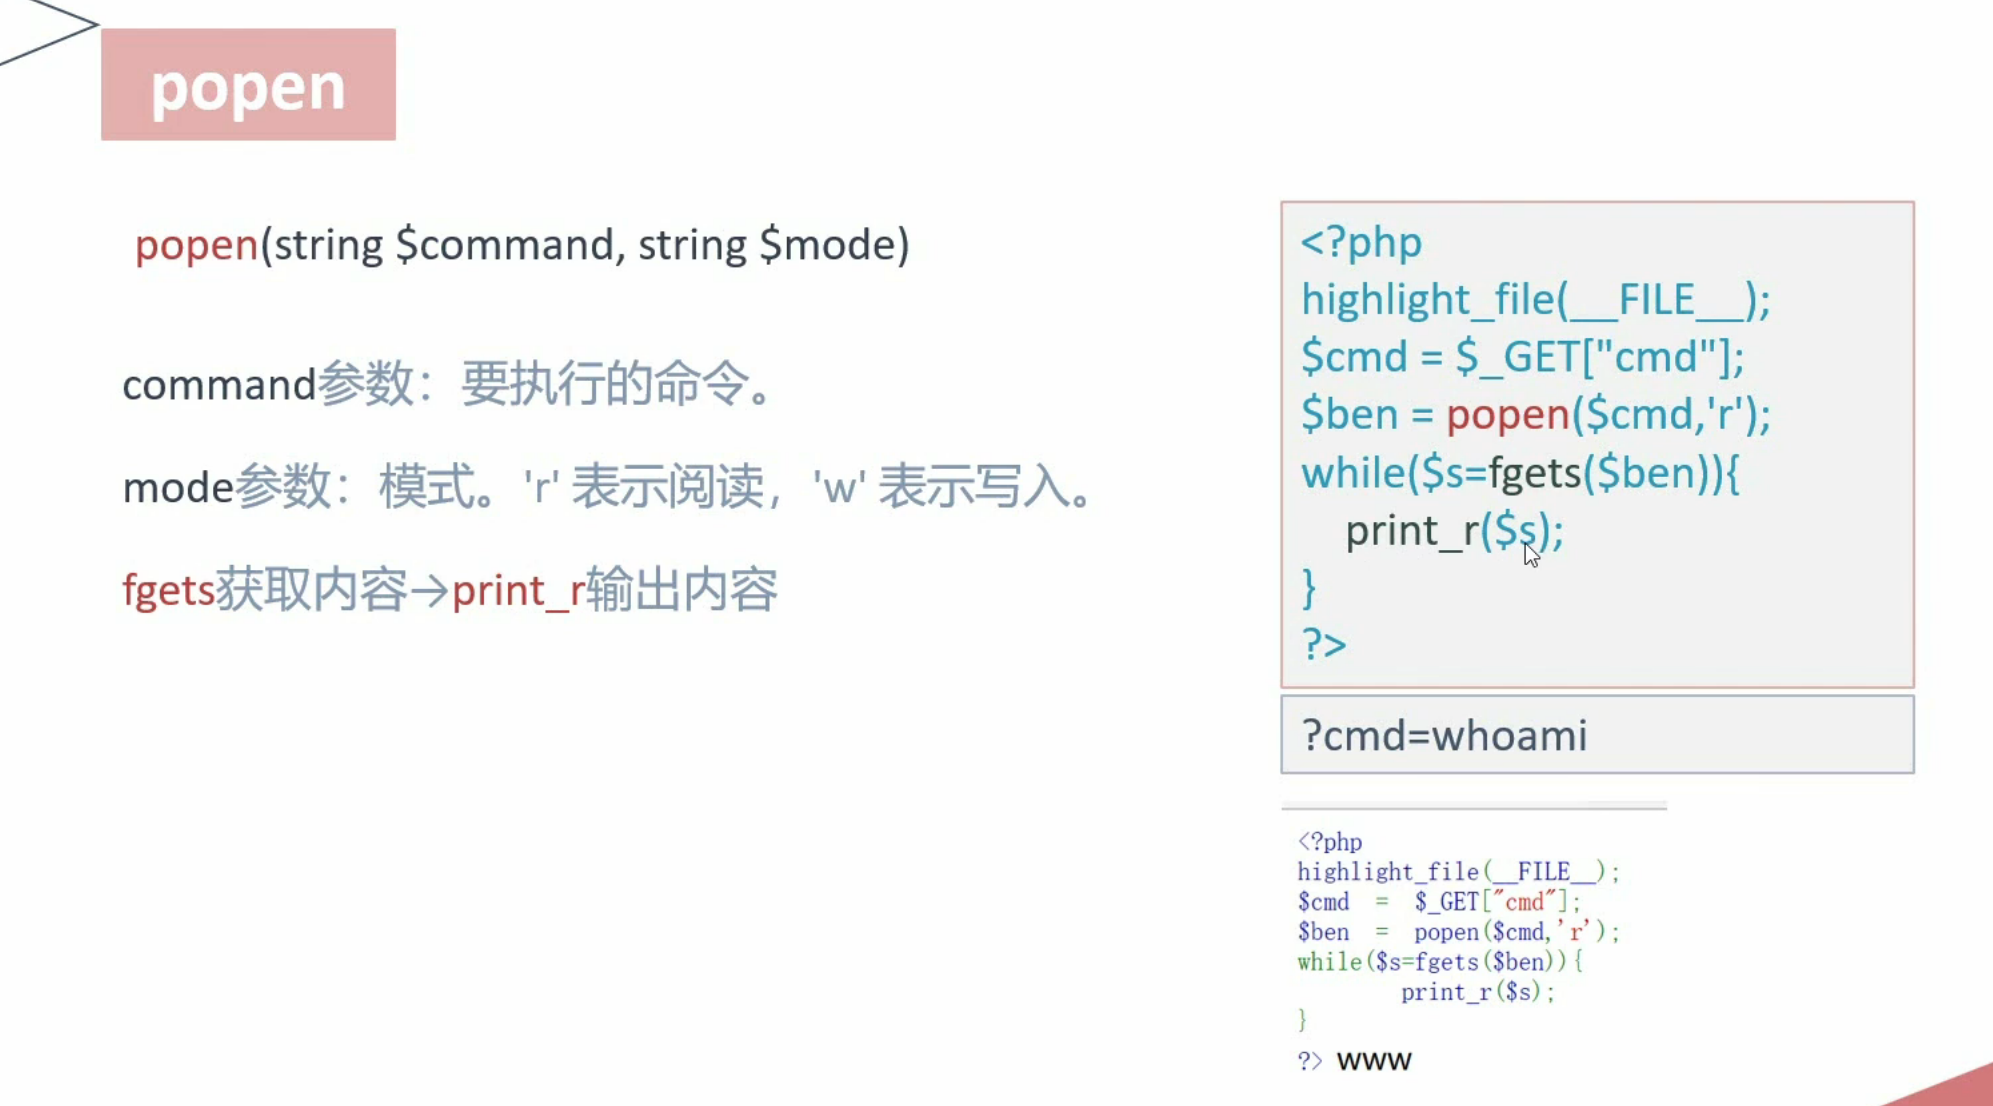 popen
popen(string $command, string $mode)
command参数：要执行的命令。
mode参数：模式。'r' 表示阅读，'w' 表示写入。
fgets获取内容→print_r输出内容
<?php
highlight_file(__FILE__);
$cmd = $_GET["cmd"];
$ben = popen($cmd,'r');
while($s=fgets($ben)){
print_r($s);
}
?>
?cmd=whoami
<?php
highlight_file(__FILE__);
$cmd = $_GET["cmd"];
$ben = popen($cmd,'r');
while($s=fgets($ben)){
print_r($s);
}
?> www